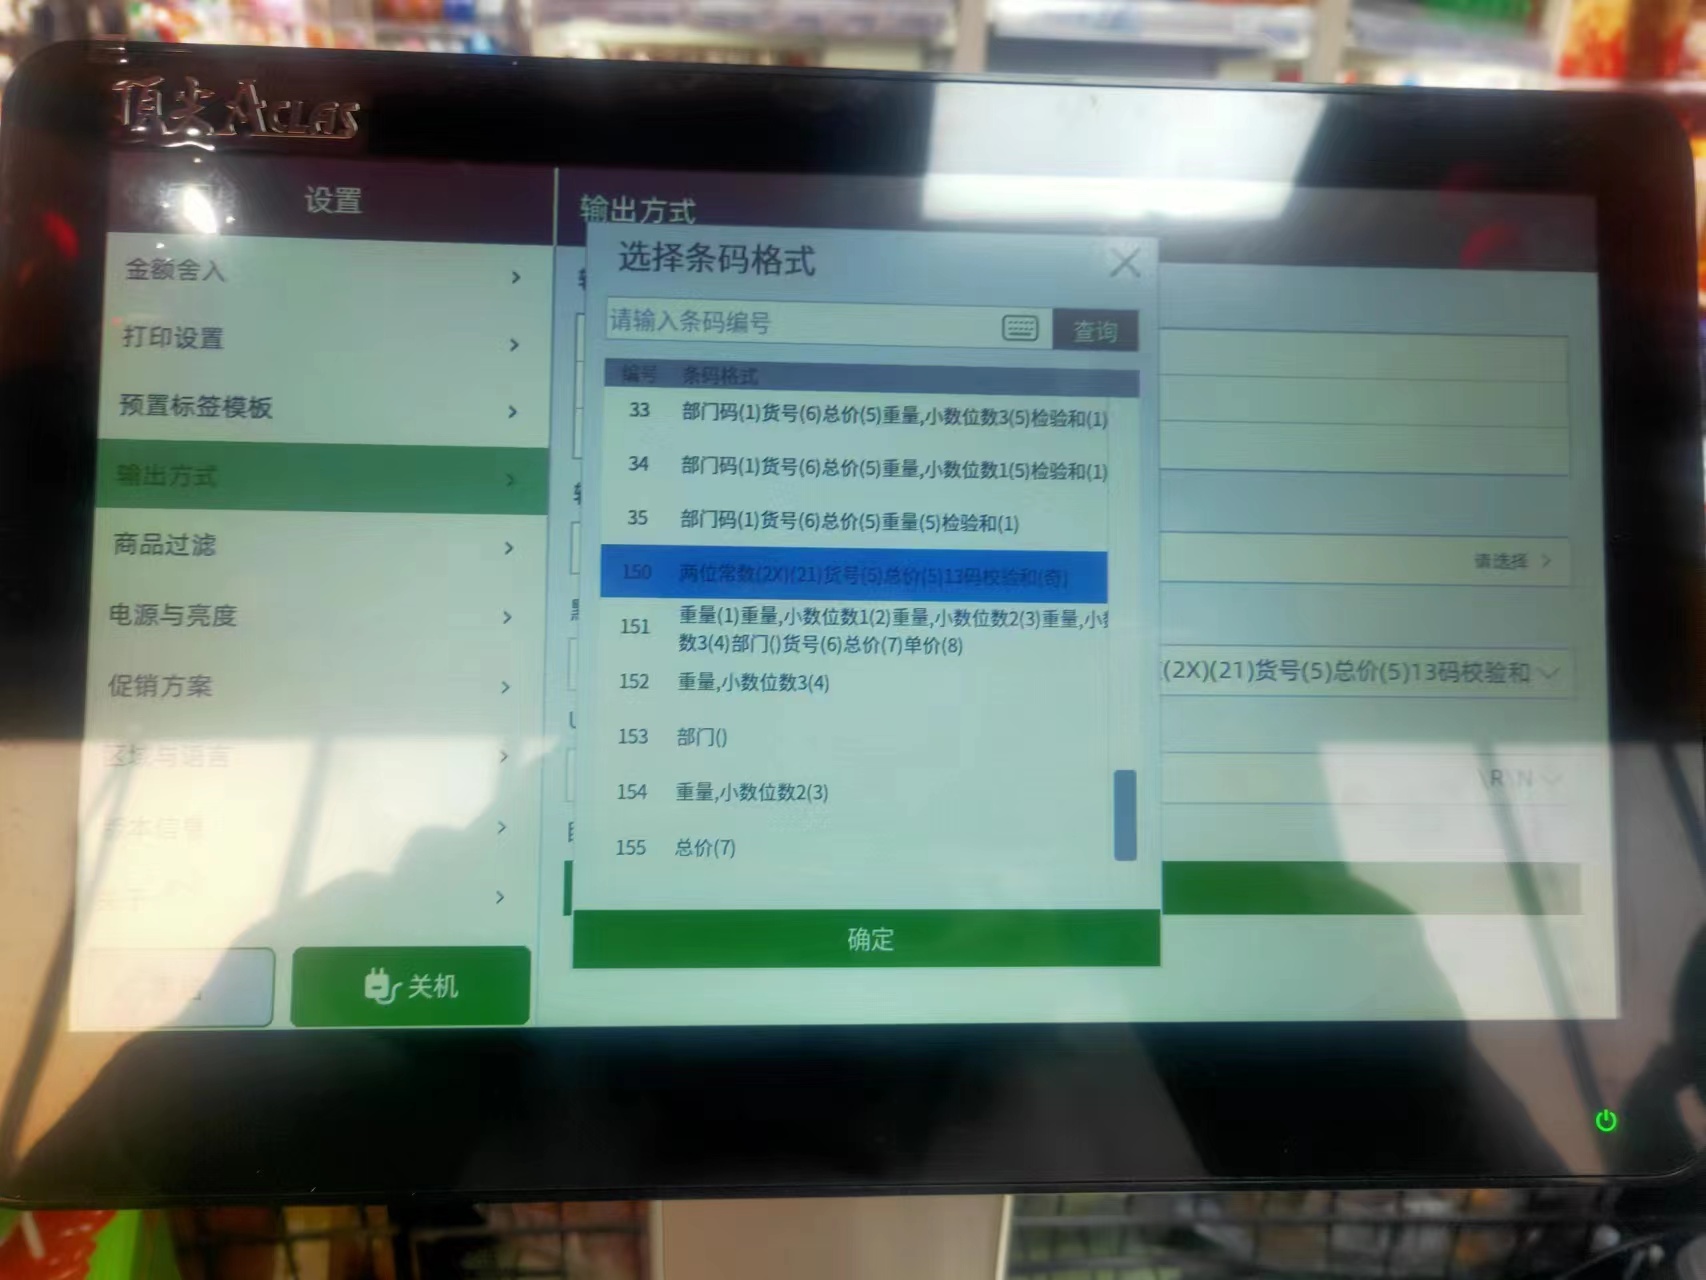 頂尖 ACLAS
设置
金额舍入
打印设置
预置标签模板
输出方式
商品过滤
电源与亮度
促销方案
区域与语言
版本信息
关机
输出方式
选择条码格式
请输入条码编号
查询
编号 条码格式
33 部门码(1)货号(6)总价(5)重量,小数位数3(5)检验和(1)
34 部门码(1)货号(6)总价(5)重量,小数位数1(5)检验和(1)
35 部门码(1)货号(6)总价(5)重量(5)检验和(1)
150 两位常数(2X)(21)货号(5)总价(5)13码校验和(奇)
151 重量(1)重量,小数位数1(2)重量,小数位数2(3)重量,小
数3(4)部门()货号(6)总价(7)单价(8)
152 重量,小数位数3(4)
153 部门()
154 重量,小数位数2(3)
155 总价(7)
确定
请选择
(2X)(21)货号(5)总价(5)13码校验和
\R\N